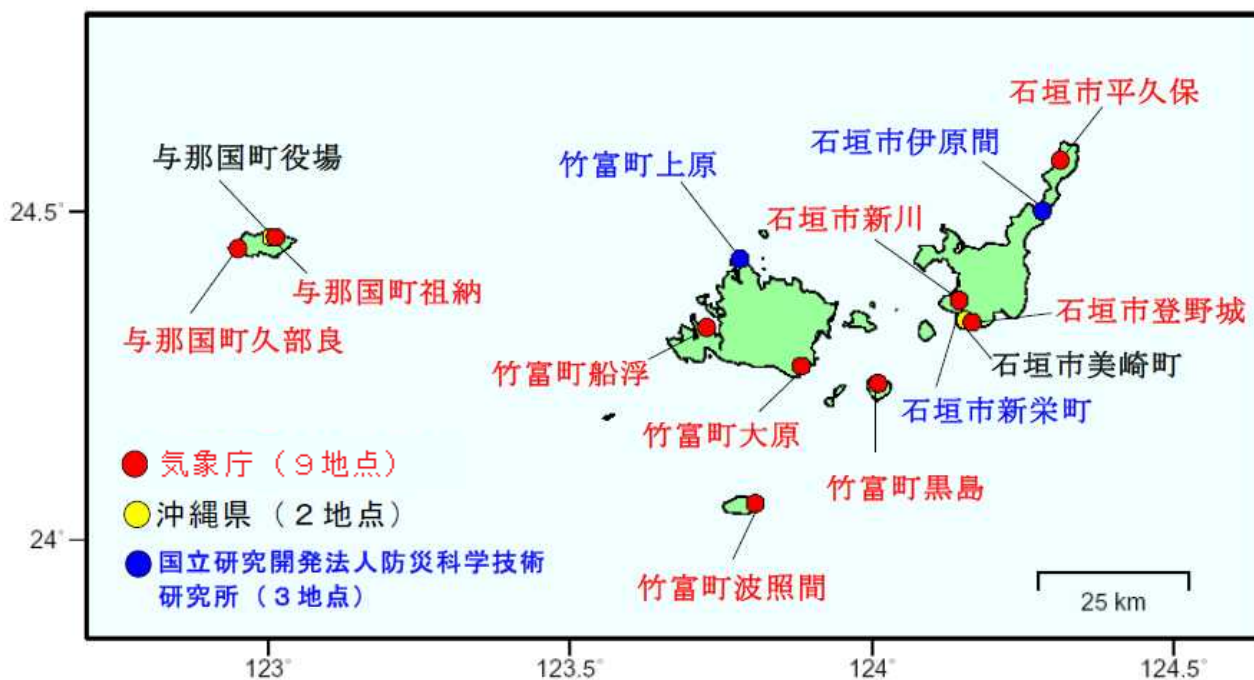 石垣市平久保
石垣市伊原間
与那国町役場
竹富町上原
24.5°
石垣市新川
与那国町祖納
石垣市登野城
与那国町久部良
石垣市美崎町
竹富町船浮
石垣市新栄町
竹富町大原
気象庁（９地点）
竹富町黒島
沖縄県（２地点）
24°
国立研究開発法人防災科学技術
研究所（３地点）
竹富町波照間
25 km
123°
123.5°
124°
124.5°